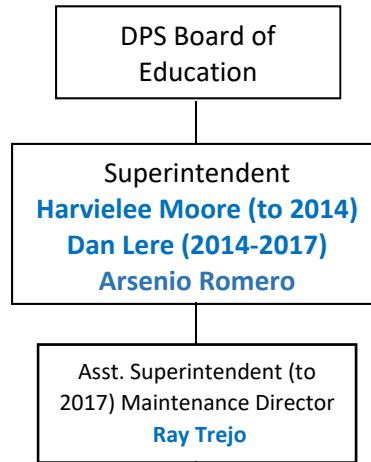 DPS Board of
Education
Superintendent
Harvielee Moore (to 2014)
Dan Lere (2014-2017)
Arsenio Romero
Asst. Superintendent (to
2017) Maintenance Director
Ray Trejo